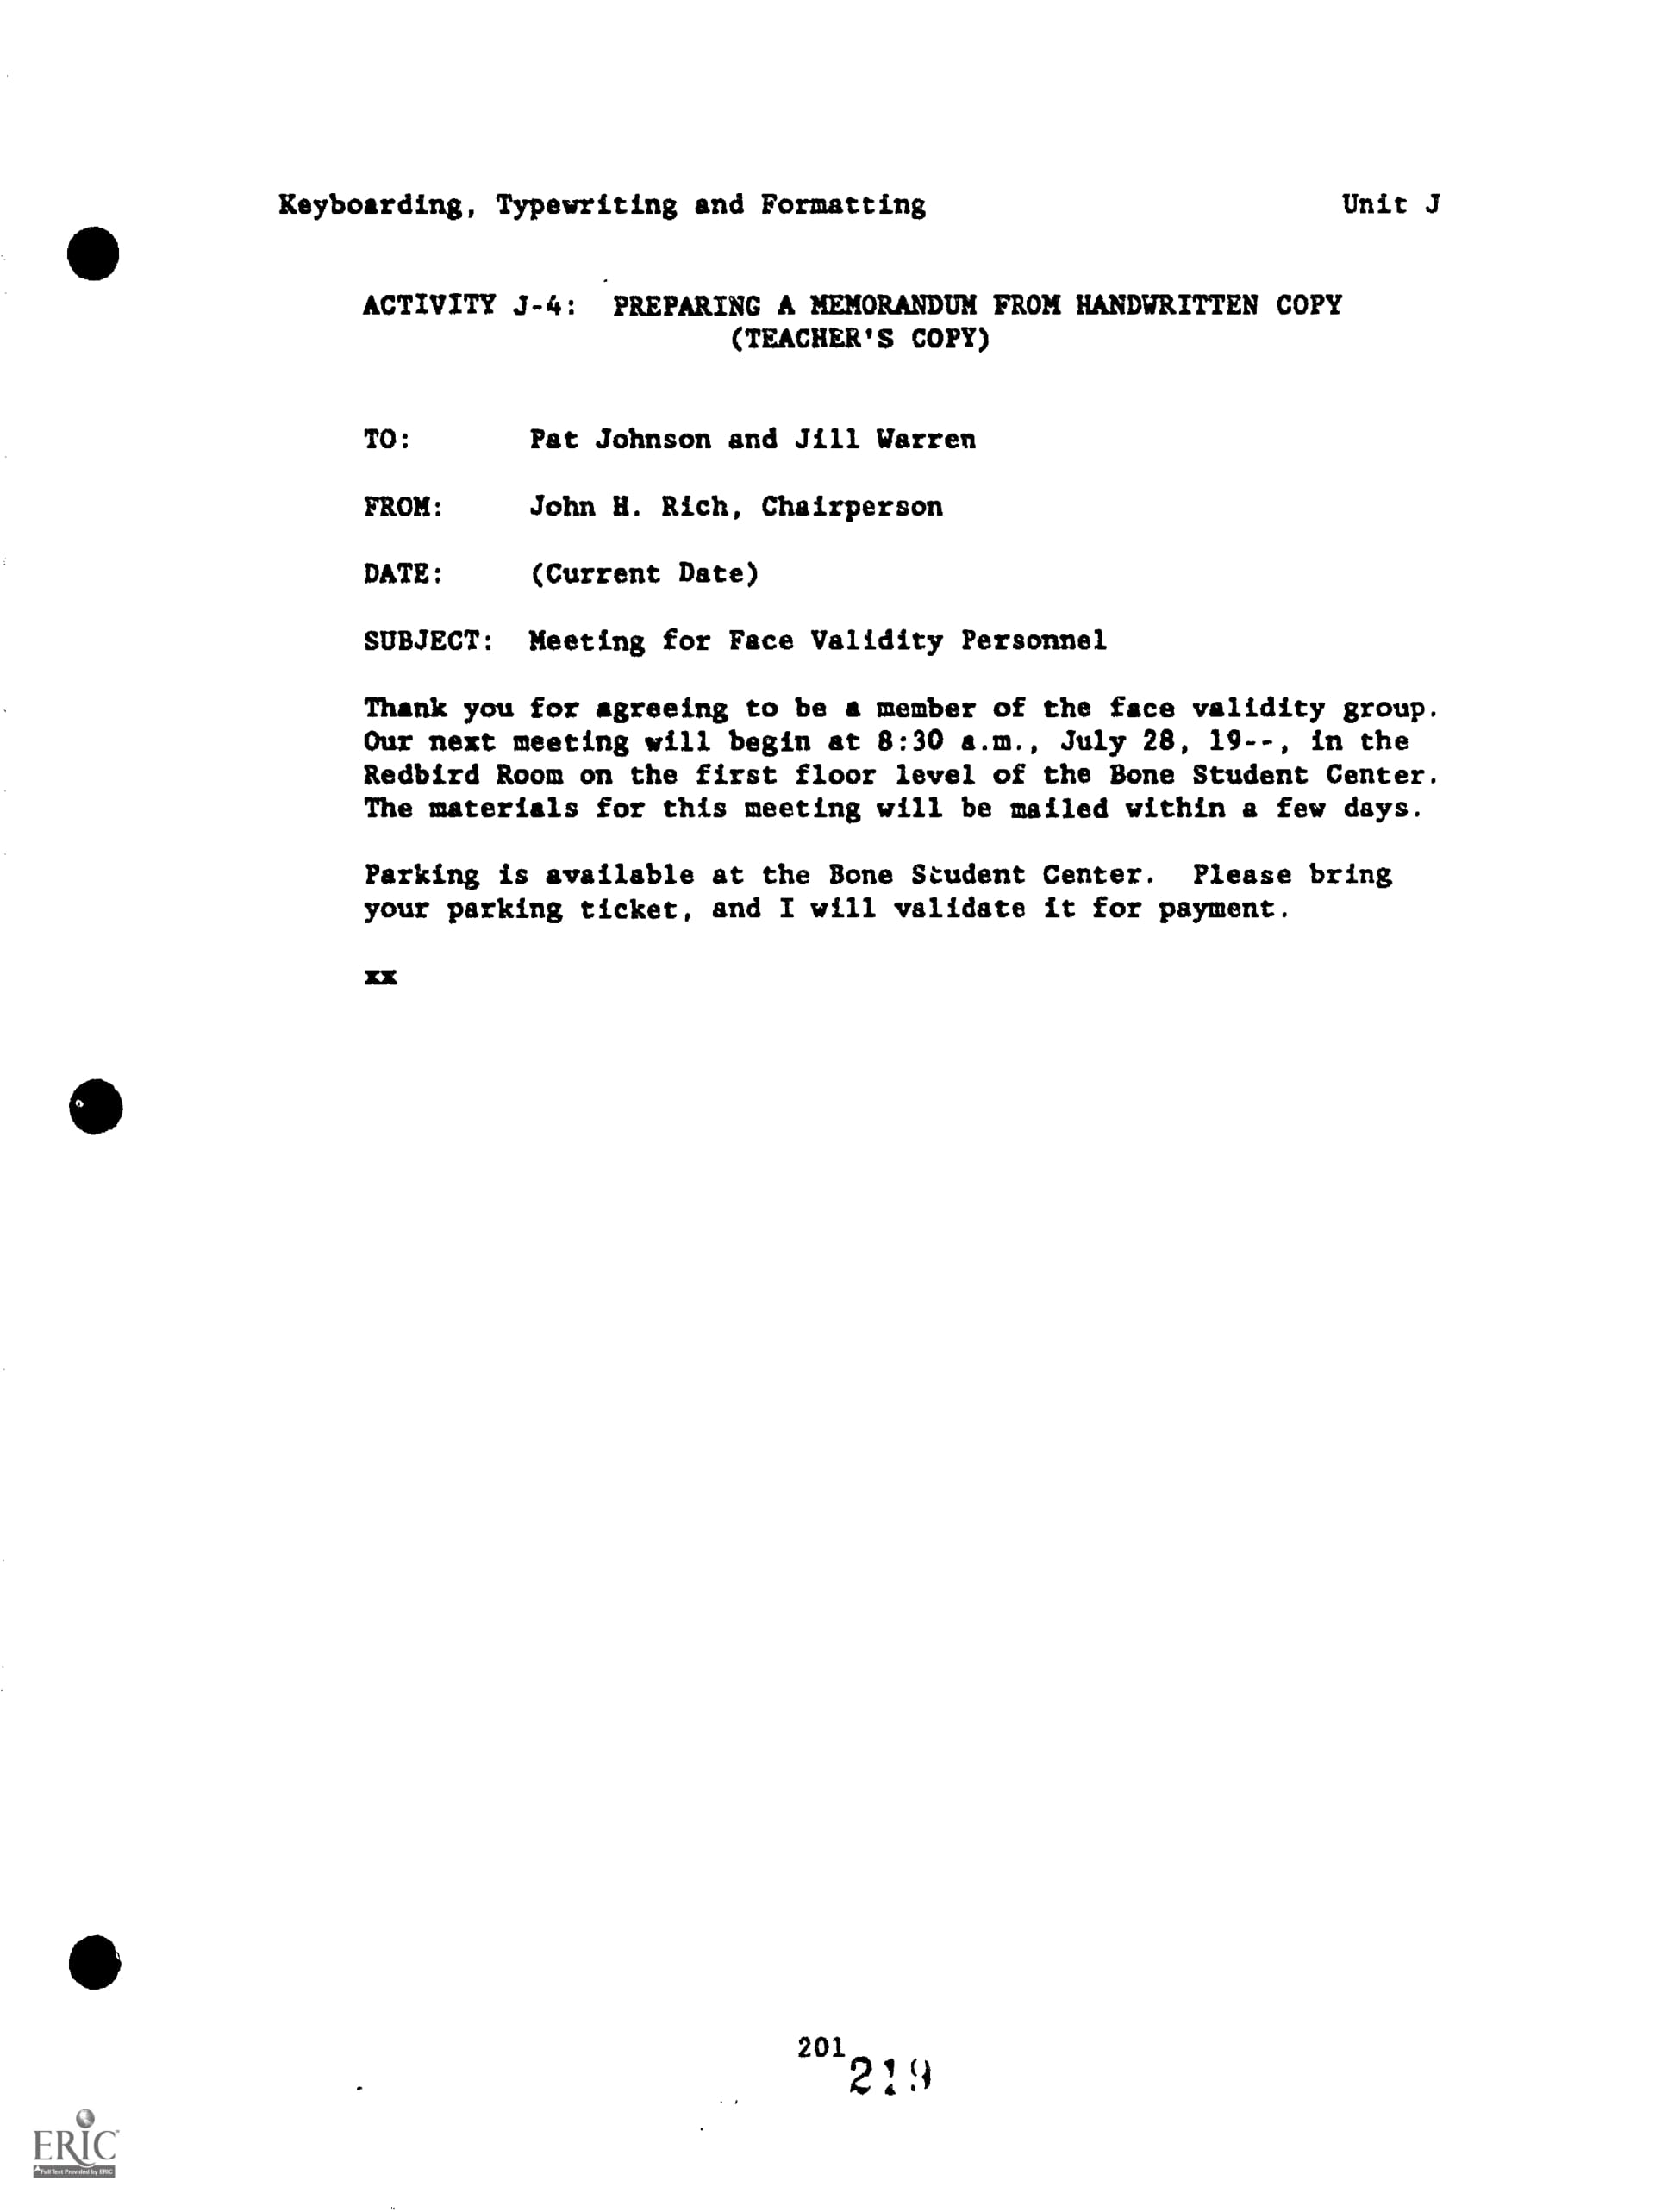 Keyboarding, Typewriting and Formatting Unit J
ACTIVITY J-4: PREPARING A MEMORANDUM FROM HANDWRITTEN COPY
(TEACHER'S COPY)
TO: Pat Johnson and Jill Warren
FROM: John H. Rich, Chairperson
DATE: (Current Date)
SUBJECT: Meeting for Face Validity Personnel
Thank you for agreeing to be a member of the face validity group.
Our next meeting will begin at 8:30 a.m., July 28, 19--, in the
Redbird Room on the first floor level of the Bone Student Center.
The materials for this meeting will be mailed within a few days.
Parking is available at the Bone Student Center. Please bring
your parking ticket, and I will validate it for payment.
xx
201
219
ERIC
Full Text Provided by ERIC